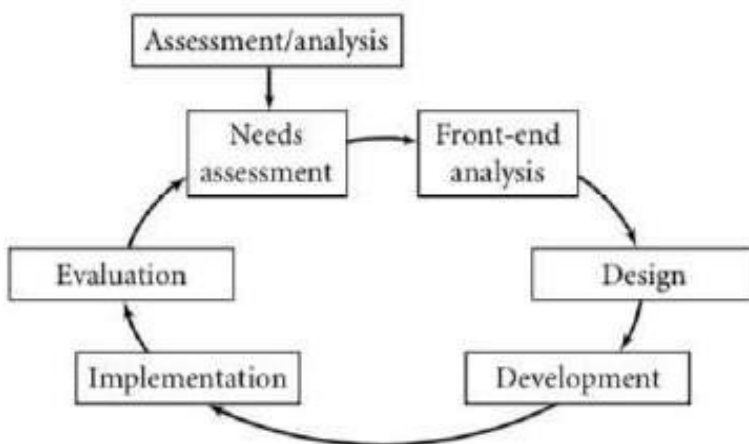 Assessment/analysis
Needs
assessment
Front-end
analysis
Evaluation
Design
Implementation
Development